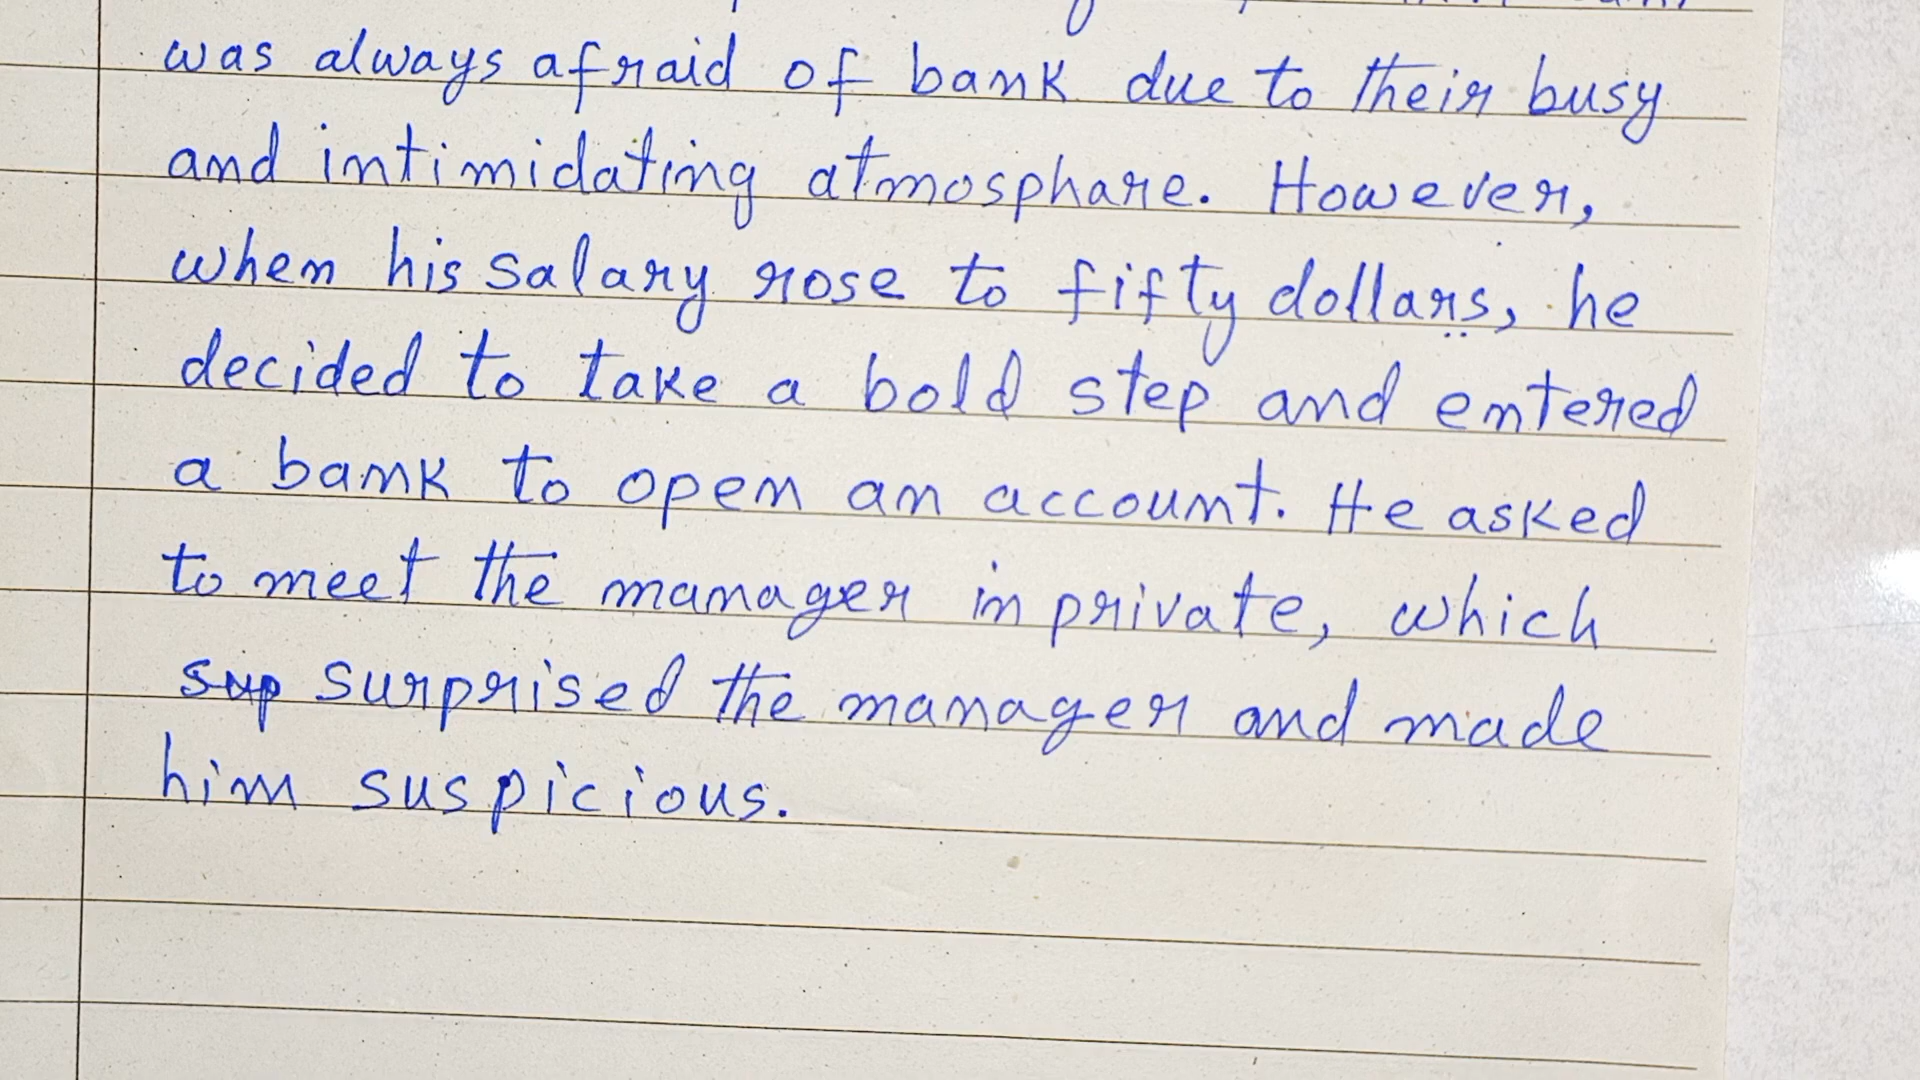 was always afraid of bank due to their busy
and intimidating atmosphare. However,
when his salary rose to fifty dollars, he
decided to take a bold step and entered
a bank to open an account. He asked
to meet the manager in private, which
sup surprised the manager and made
him suspicious.